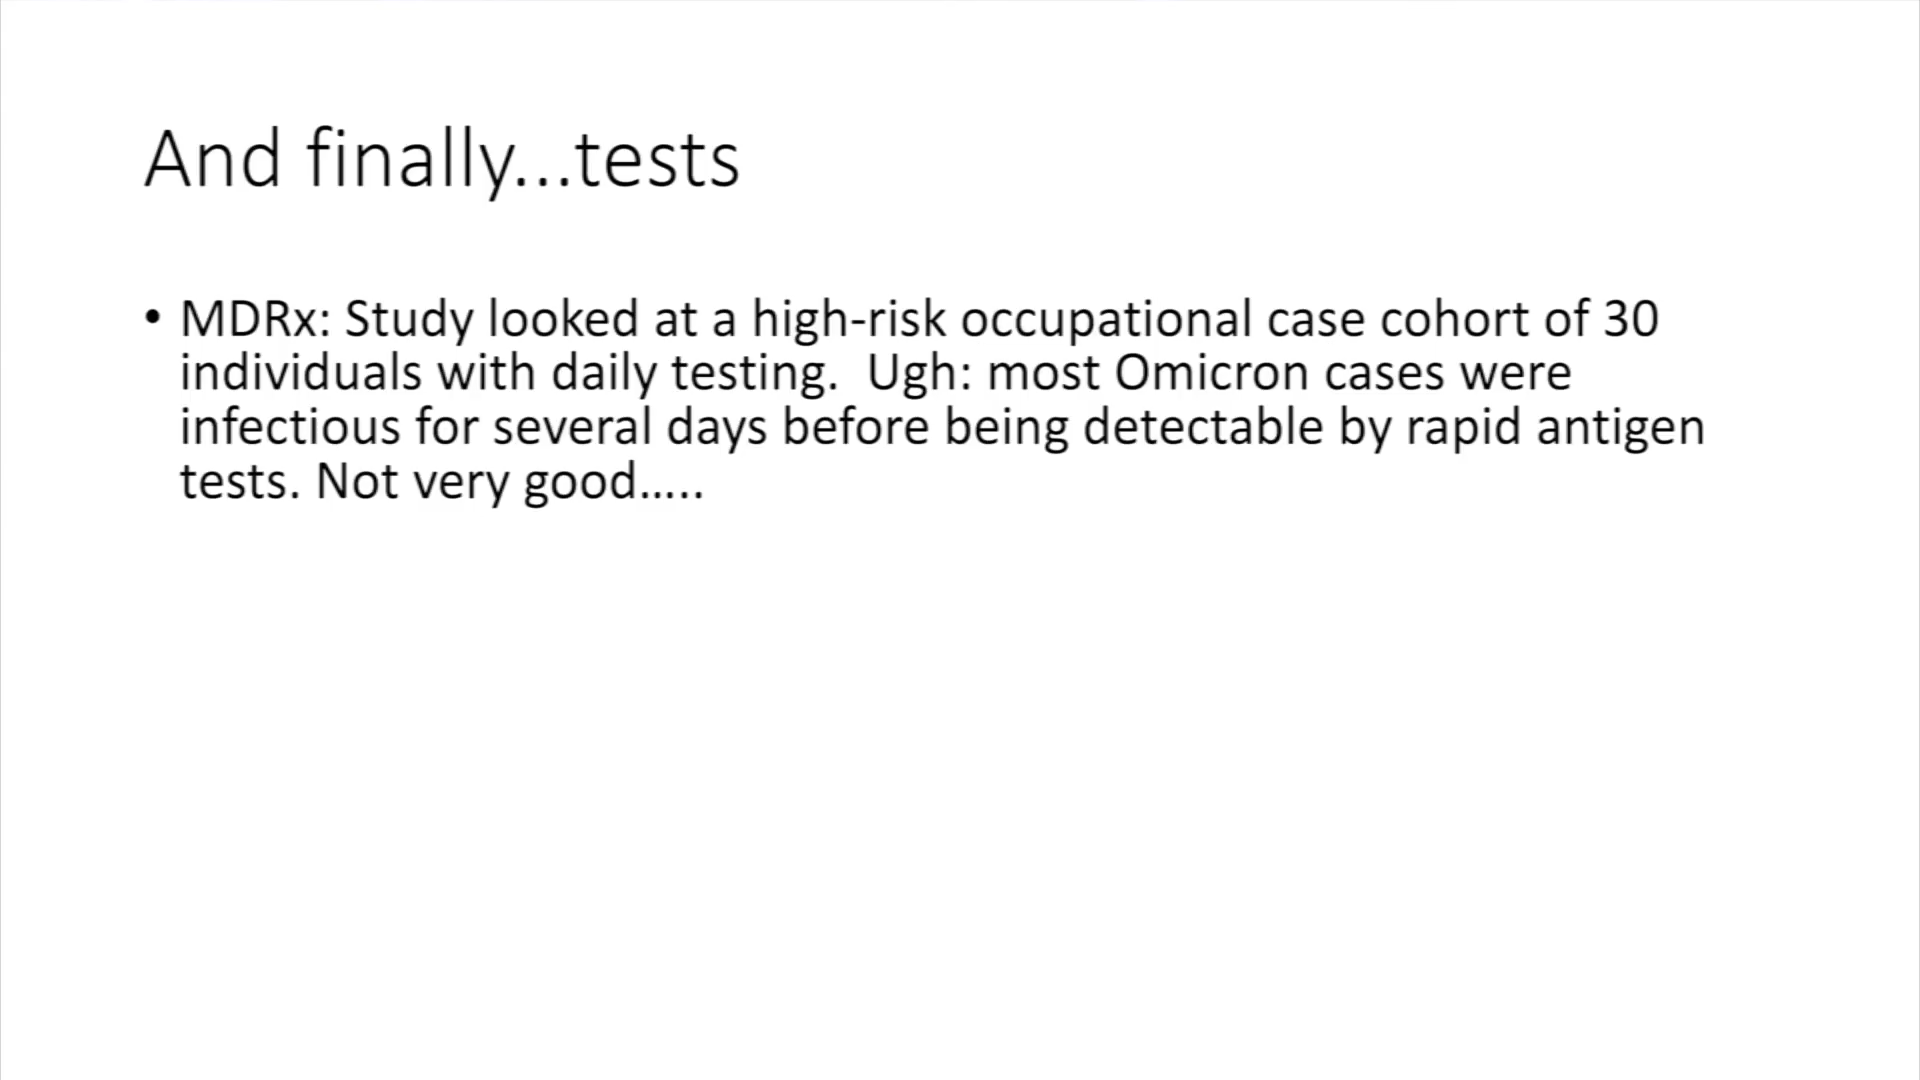 And finally...tests
• MDRx: Study looked at a high-risk occupational case cohort of 30
individuals with daily testing.  Ugh: most Omicron cases were
infectious for several days before being detectable by rapid antigen
tests. Not very good.....